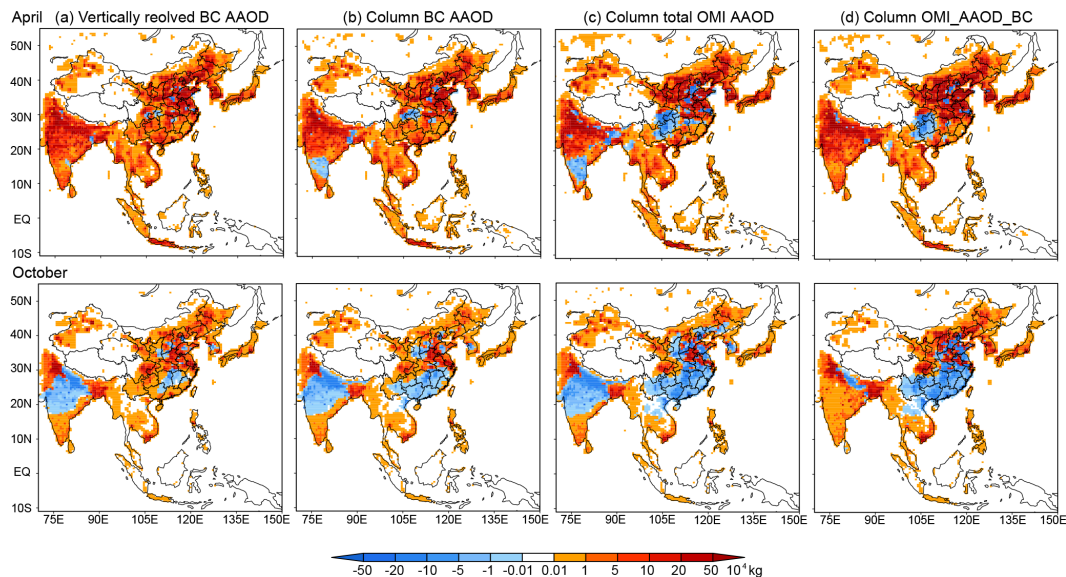 April (a) Vertically reolved BC AAOD (b) Column BC AAOD (c) Column total OMI AAOD (d) Column OMI_AAOD_BC
50N
40N
30N
20N
10N
EQ
10S
October
50N
40N
30N
20N
10N
EQ
10S
75E 90E 105E 120E 135E 150E 75E 90E 105E 120E 135E 150E 75E 90E 105E 120E 135E 150E 75E 90E 105E 120E 135E 150E
-50 -20 -10 -5 -1 -0.01 0.01 1 5 10 20 50 10⁴ kg